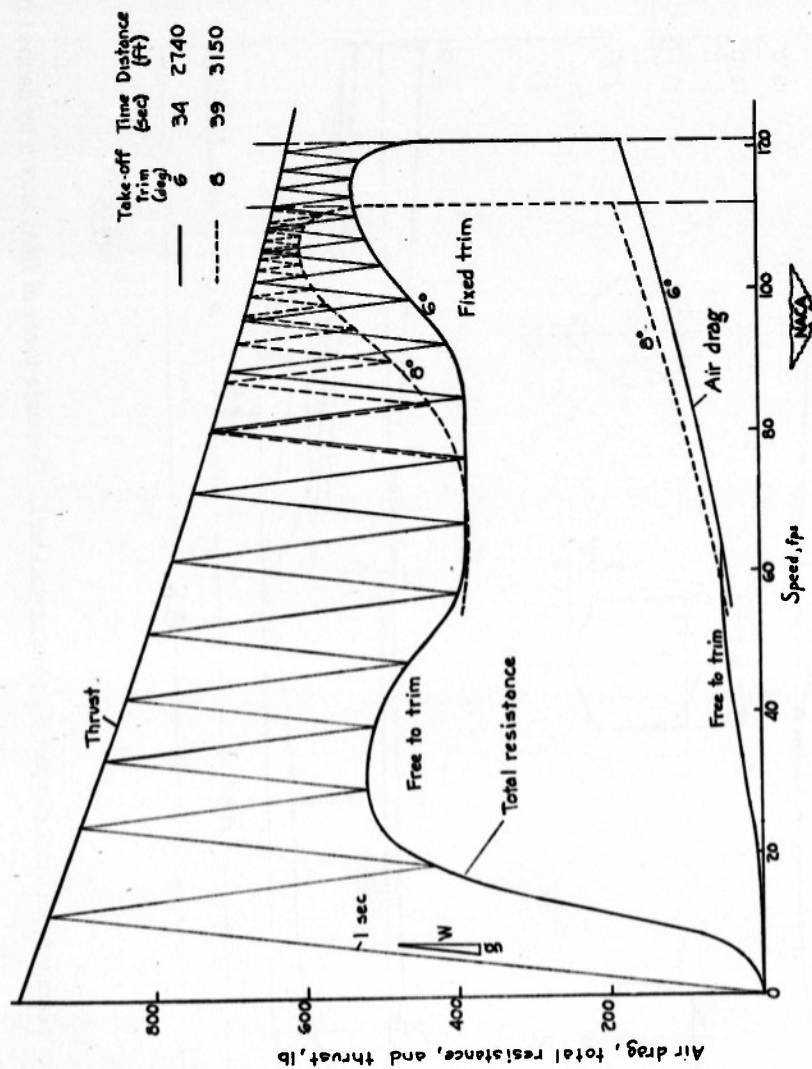 Take-off Time Distance
trim (sec) (ft)
(deg)
6 34 2740
8 39 3150
Thrust
Free to trim
Total resistance
Fixed trim
8°
6°
1 sec
W
g
8°
6°
Air drag
Free to trim
800
600
400
200
0
0
20
40
60
80
100
120
Speed, fps
Air drag, total resistance, and thrust, lb
NACA